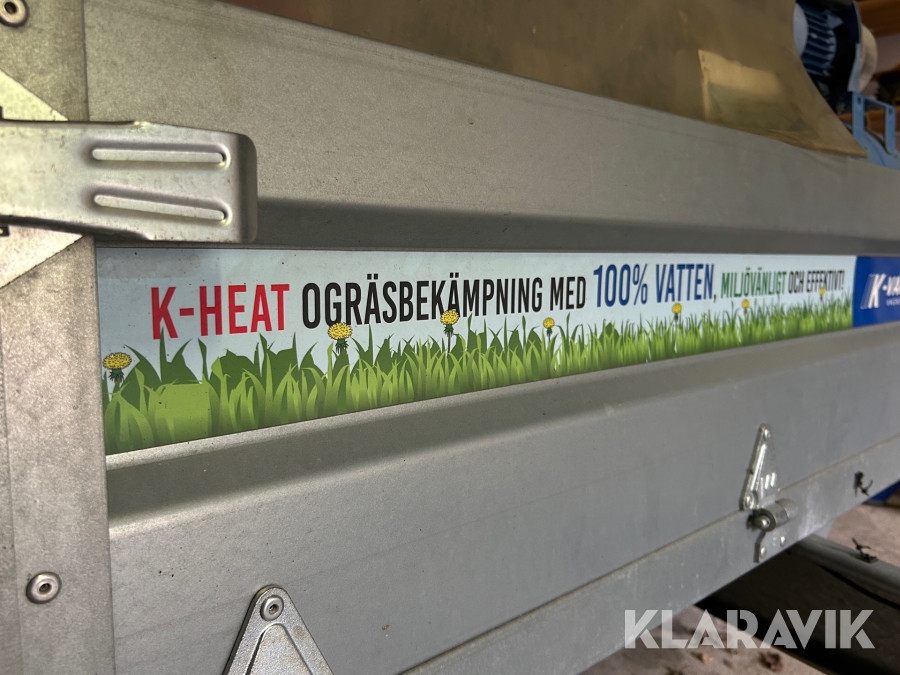 K-HEAT OGRÄSBEKÄMPNING MED 100% VATTEN, MILJÖVÄNLIGT OCH EFFEKTIVT!
KLARAVIK